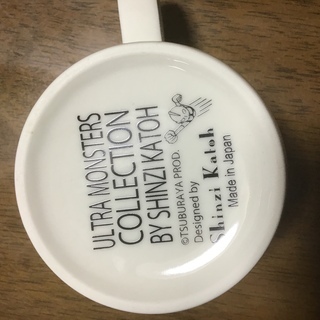 ULTRA MONSTERS
COLLECTION
BY SHINZI KATOH
©TSUBURAYA PROD.
Designed by
Shinzi Katoh
Made in Japan